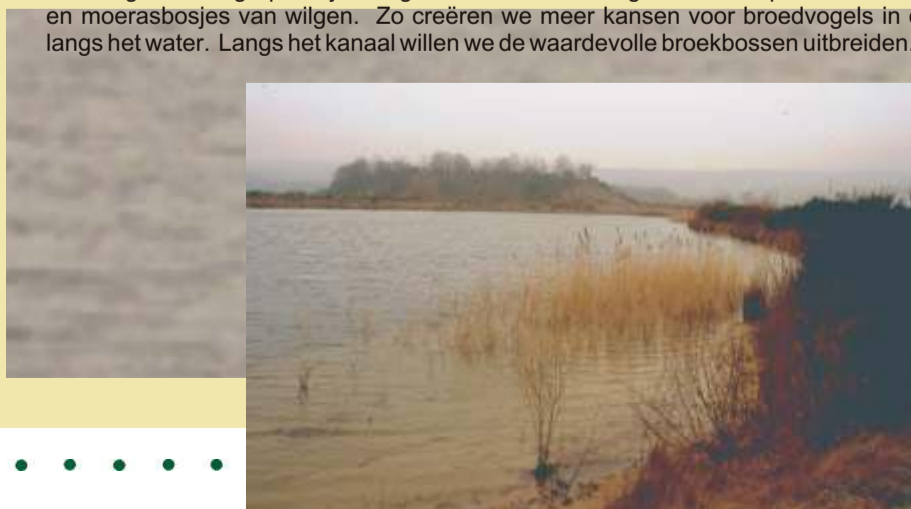 en moerasbosjes van wilgen. Zo creëren we meer kansen voor broedvogels in
langs het water. Langs het kanaal willen we de waardevolle broekbossen uitbreiden.